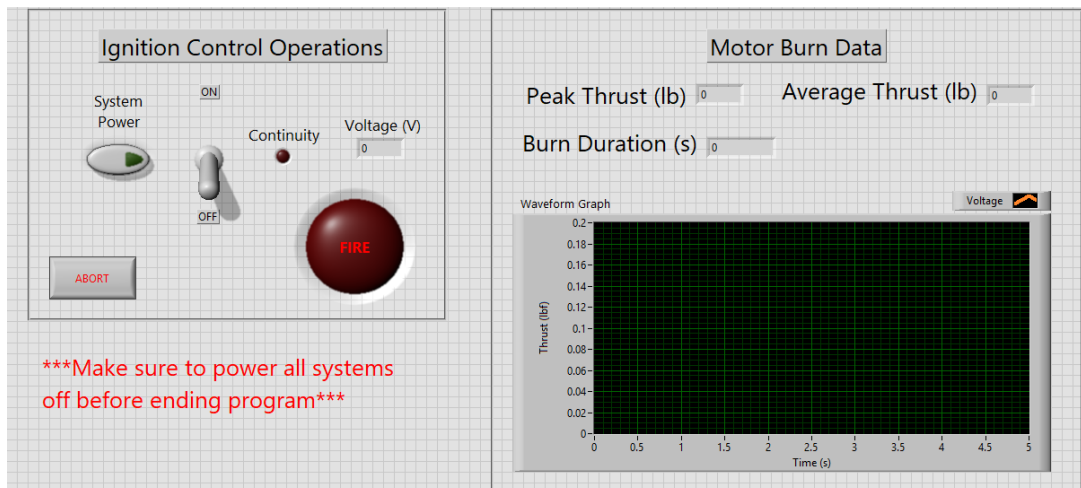 Ignition Control Operations
System
Power
ON
OFF
Continuity
Voltage (V)
0
FIRE
ABORT
***Make sure to power all systems
off before ending program***
Motor Burn Data
Peak Thrust (lb) 0
Average Thrust (lb) 0
Burn Duration (s) 0
Waveform Graph
Voltage
Thrust (lbf)
0.2
0.18
0.16
0.14
0.12
0.1
0.08
0.06
0.04
0.02
0
0 0.5 1 1.5 2 2.5 3 3.5 4 4.5 5
Time (s)